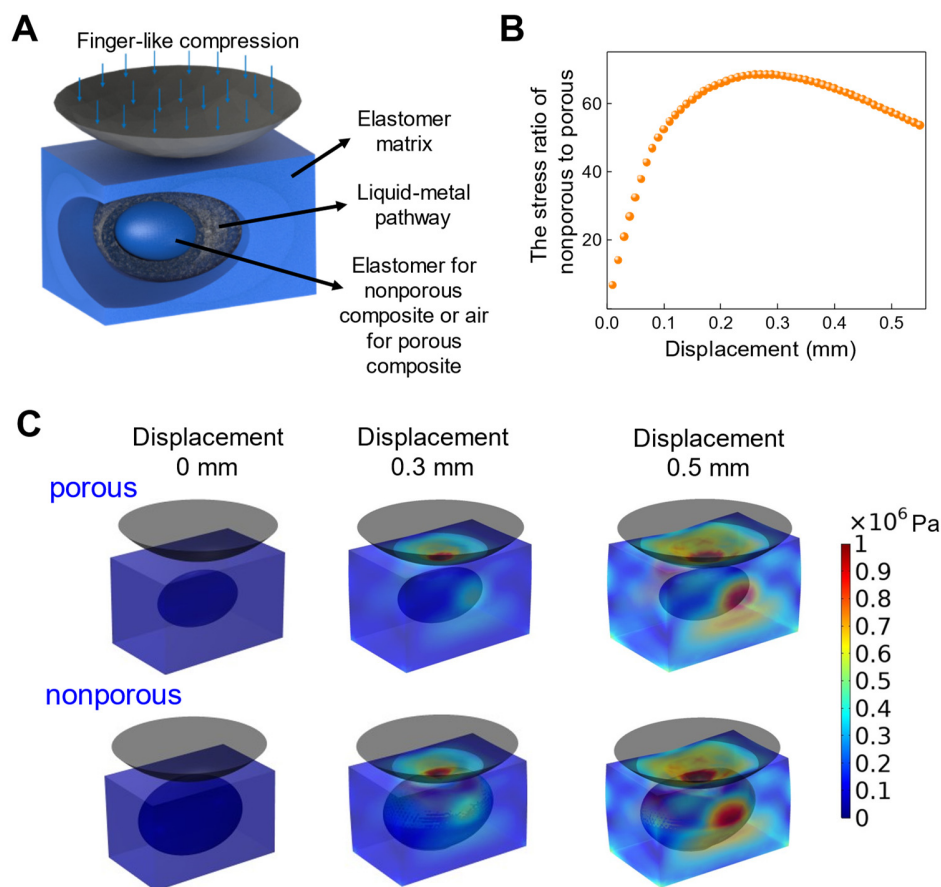 A
Finger-like compression
Elastomer
matrix
Liquid-metal
pathway
Elastomer for
nonporous
composite or air
for porous
composite
B
The stress ratio of
nonporous to porous
60
40
20
0.0 0.1 0.2 0.3 0.4 0.5
Displacement (mm)
C
Displacement
0 mm
Displacement
0.3 mm
Displacement
0.5 mm
porous
nonporous
×10⁶ Pa
1
0.9
0.8
0.7
0.6
0.5
0.4
0.3
0.2
0.1
0